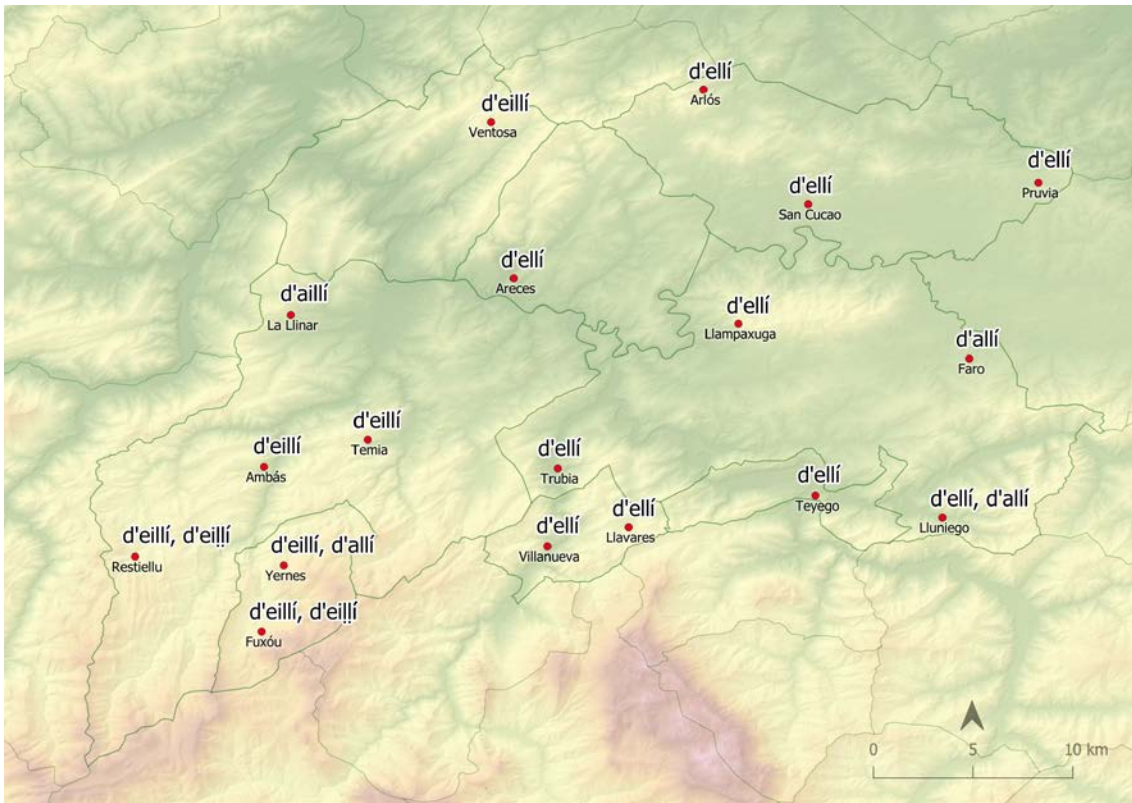 d'ellí
Arlós
d'eillí
Ventosa
d'ellí
Pruvia
d'ellí
San Cucao
d'ellí
Areces
d'aillí
La Llinar
d'ellí
Llampaxuga
d'allí
Faro
d'eillí
Temia
d'eillí
Ambás
d'ellí
Trubia
d'ellí
Teyego
d'ellí, d'allí
Lluniego
d'ellí
Llavares
d'ellí
Villanueva
d'eillí, d'eiḷḷí
Restiellu
d'eillí, d'allí
Yernes
d'eillí, d'eiḷḷí
Fuxóu
0 5 10 km